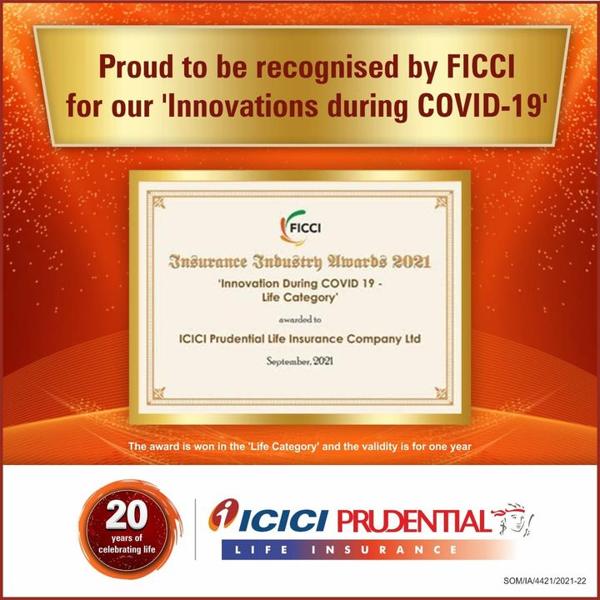 Proud to be recognised by FICCI
for our 'Innovations during COVID-19'
FICCI
Insurance Industry Awards 2021
'Innovation During COVID 19 -
Life Category'
awarded to
ICICI Prudential Life Insurance Company Ltd
September, 2021
The award is won in the 'Life Category' and the validity is for one year
20
years of
celebrating life
ICICI PRUDENTIAL
LIFE INSURANCE
SOM/IA/4421/2021-22